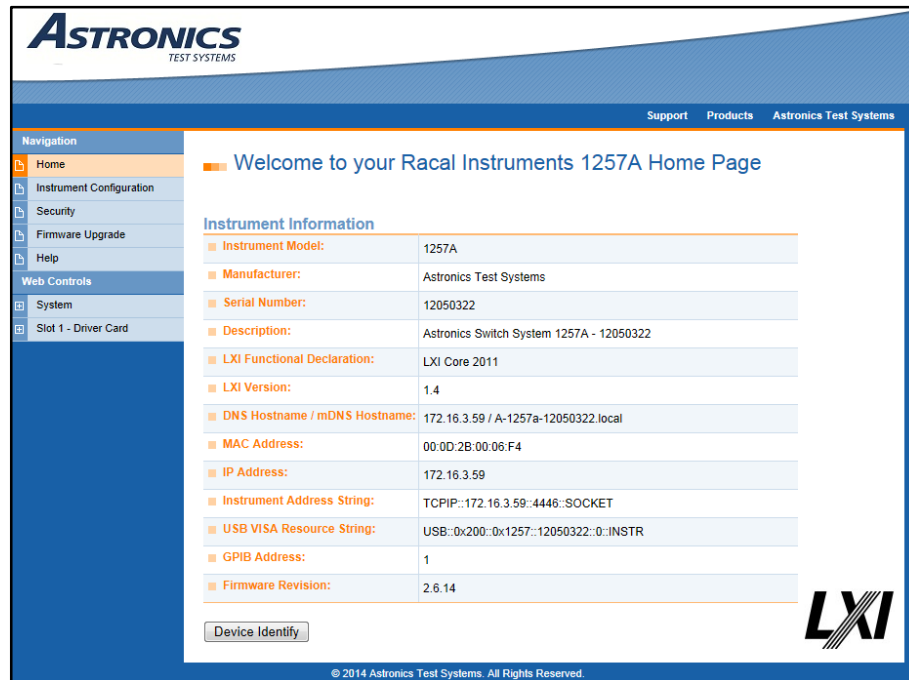 ASTRONICS
TEST SYSTEMS
Support Products Astronics Test Systems
Navigation
Home
Instrument Configuration
Security
Firmware Upgrade
Help
Web Controls
System
Slot 1 - Driver Card
Welcome to your Racal Instruments 1257A Home Page
Instrument Information
Instrument Model: 1257A
Manufacturer: Astronics Test Systems
Serial Number: 12050322
Description: Astronics Switch System 1257A - 12050322
LXI Functional Declaration: LXI Core 2011
LXI Version: 1.4
DNS Hostname / mDNS Hostname: 172.16.3.59 / A-1257a-12050322.local
MAC Address: 00:0D:2B:00:06:F4
IP Address: 172.16.3.59
Instrument Address String: TCPIP::172.16.3.59::4446::SOCKET
USB VISA Resource String: USB::0x200::0x1257::12050322::0::INSTR
GPIB Address: 1
Firmware Revision: 2.6.14
Device Identify
LXI
© 2014 Astronics Test Systems. All Rights Reserved.